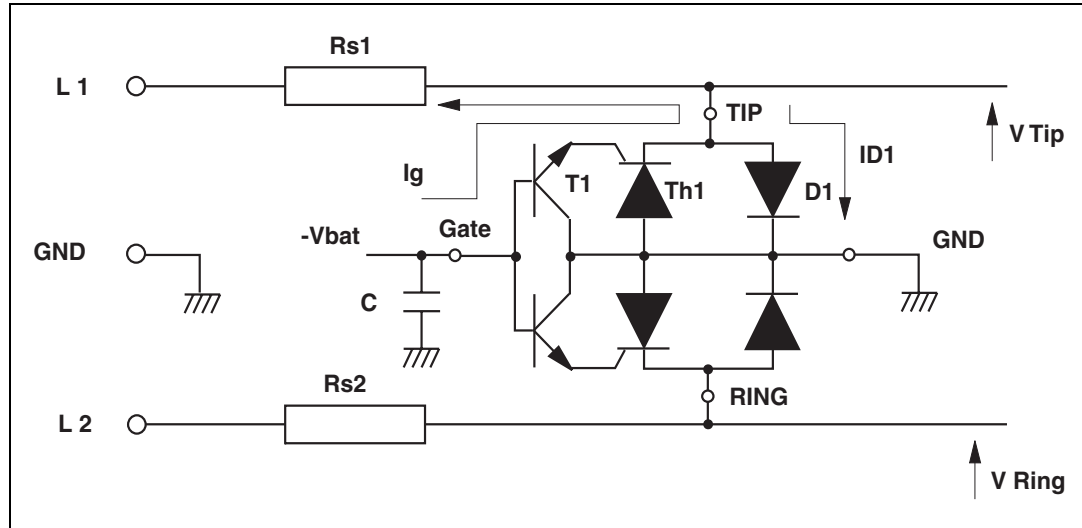 Rs1
L 1
TIP
V Tip
Ig
T1
Th1
D1
ID1
-Vbat
Gate
GND
GND
C
Rs2
RING
L 2
V Ring